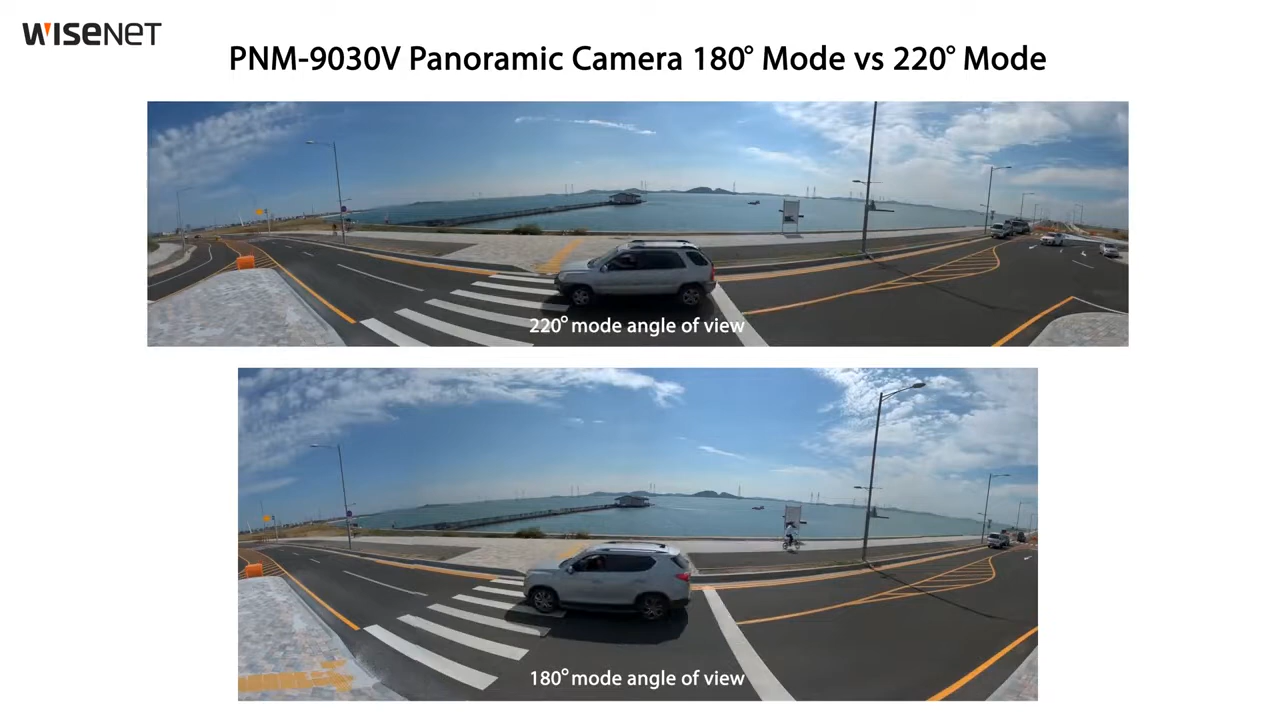 WISENET
PNM-9030V Panoramic Camera 180° Mode vs 220° Mode
220° mode angle of view
180° mode angle of view